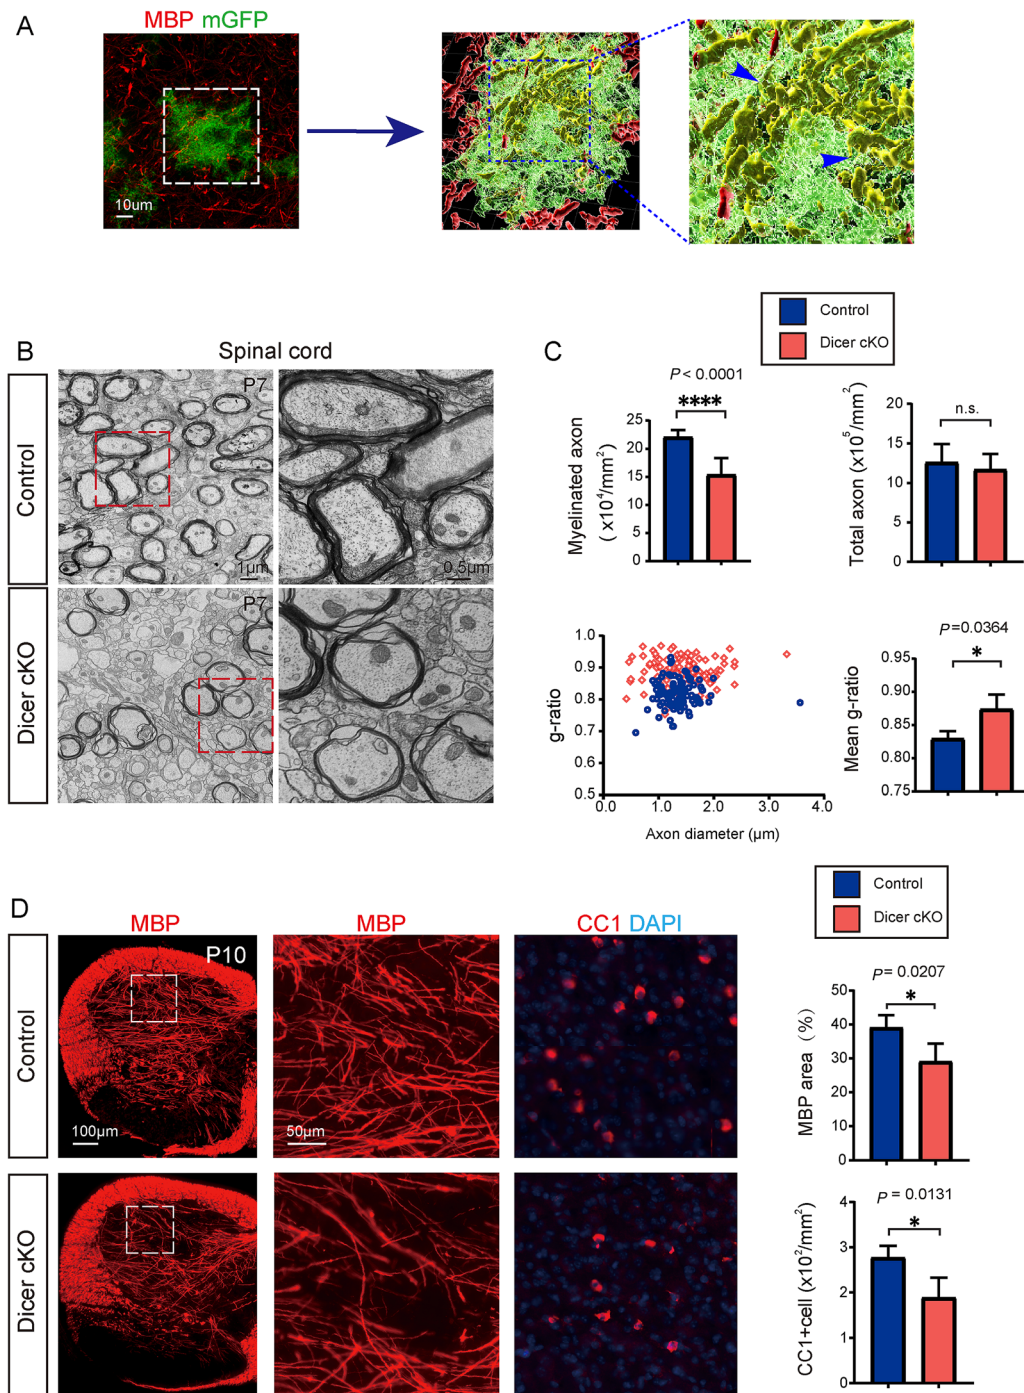 A
MBP mGFP
10um
B
Spinal cord
Control
P7
1µm
0.5µm
Dicer cKO
P7
C
Control
Dicer cKO
P< 0.0001
****
Myelinated axon
( x10⁴/mm²)
25
20
15
10
5
0
n.s.
Total axon (x10⁵/mm²)
20
15
10
5
0
g-ratio
1.0
0.9
0.8
0.7
0.6
0.5
0.0 1.0 2.0 3.0 4.0
Axon diameter (µm)
P=0.0364
*
Mean g-ratio
0.95
0.90
0.85
0.80
0.75
D
MBP
MBP
CC1 DAPI
Control
P10
100µm
50µm
Dicer cKO
Control
Dicer cKO
P= 0.0207
*
MBP area (%)
50
40
30
20
10
0
P = 0.0131
*
CC1+cell (x10²/mm²)
4
3
2
1
0